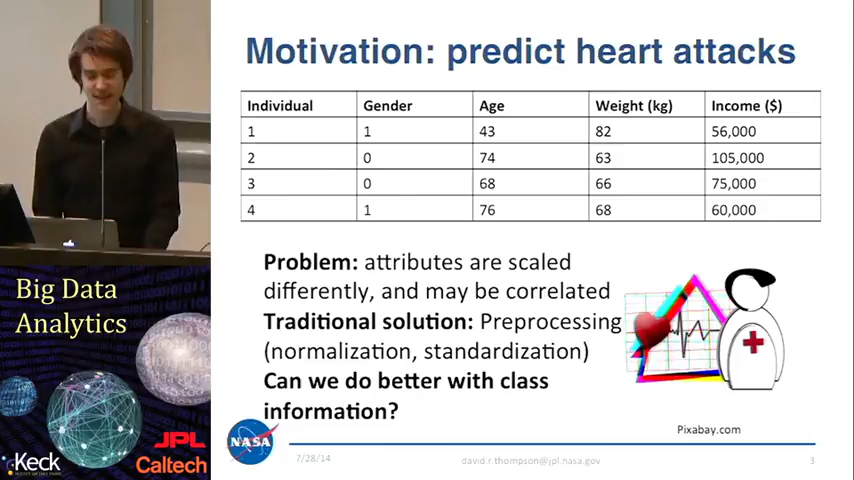 Motivation: predict heart attacks
Individual Gender Age Weight (kg) Income ($)
1 1 43 82 56,000
2 0 74 63 105,000
3 0 68 66 75,000
4 1 76 68 60,000
Problem: attributes are scaled
differently, and may be correlated
Traditional solution: Preprocessing
(normalization, standardization)
Can we do better with class
information?
Pixabay.com
NASA
7/28/14
david.r.thompson@jpl.nasa.gov
3
Big Data
Analytics
JPL
Caltech
Keck